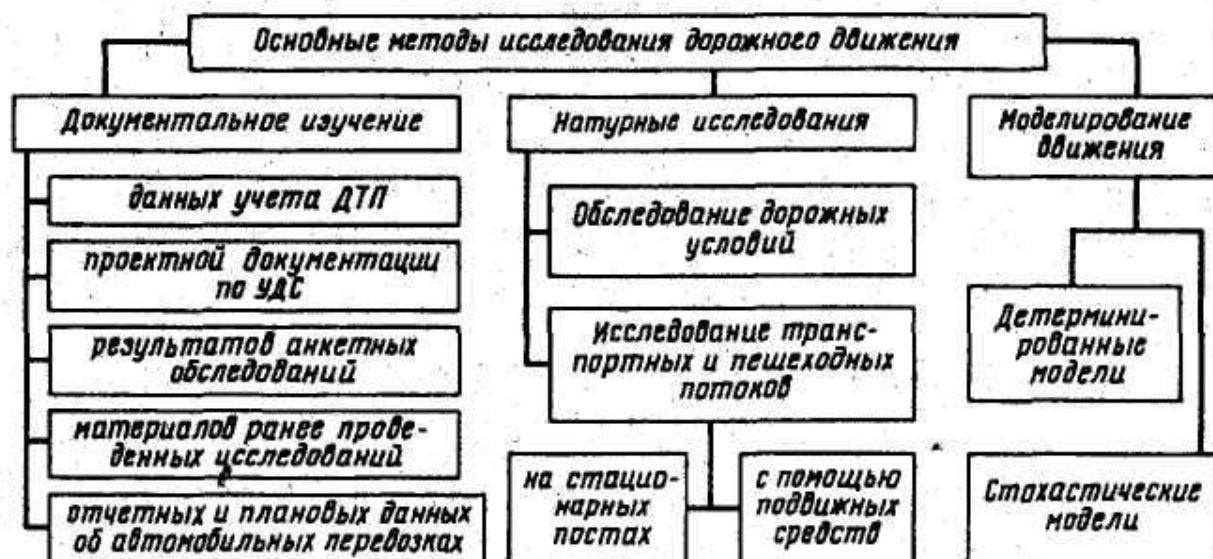 Основные методы исследования дорожного движения
Документальное изучение
данных учета ДТП
проектной документации
по УДС
результатов анкетных
обследований
материалов ранее прове-
денных исследований
отчетных и плановых данных
об автомобильных перевозках
Натурные исследования
Обследование дорожных
условий
Исследование транс-
портных и пешеходных
потоков
на стацио-
нарных
постах
с помощью
подвижных
средств
Моделирование
движения
Детермини-
рованные
модели
Стохастические
модели